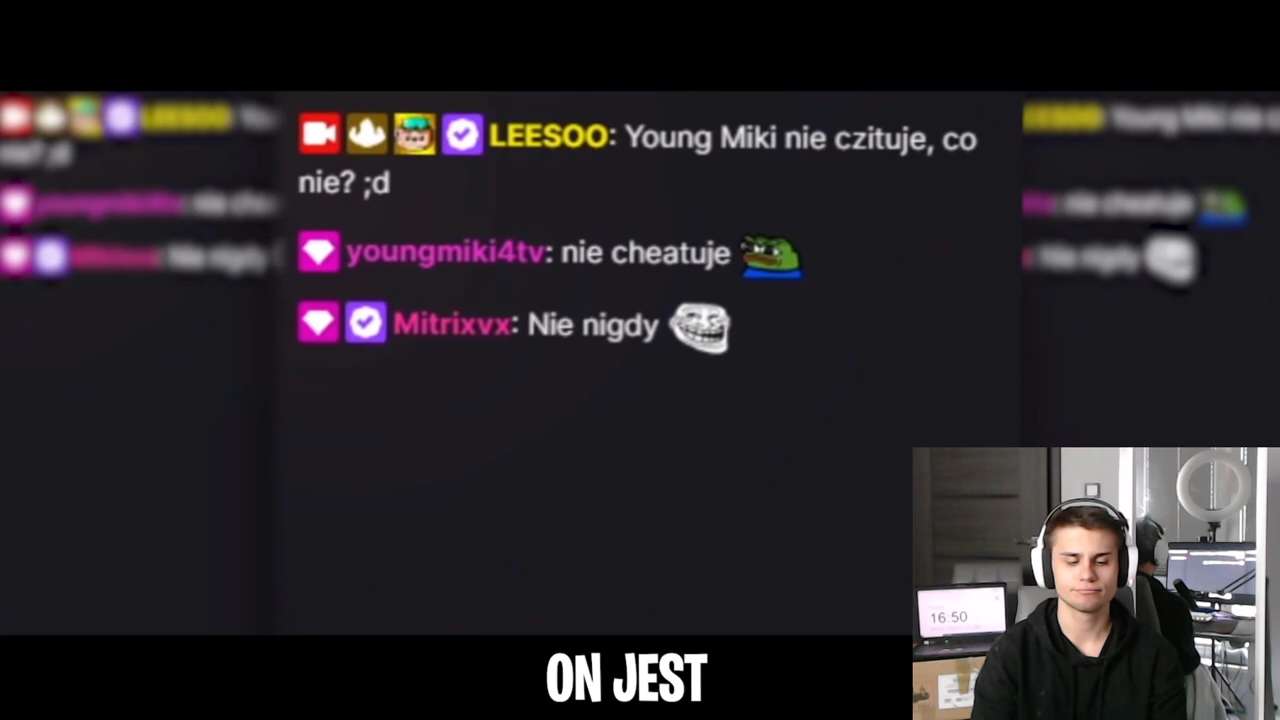 LEESOO: Young Miki nie czituje, co
nie? ;d
youngmiki4tv: nie cheatuje
Mitrixvx: Nie nigdy
16:50
ON JEST